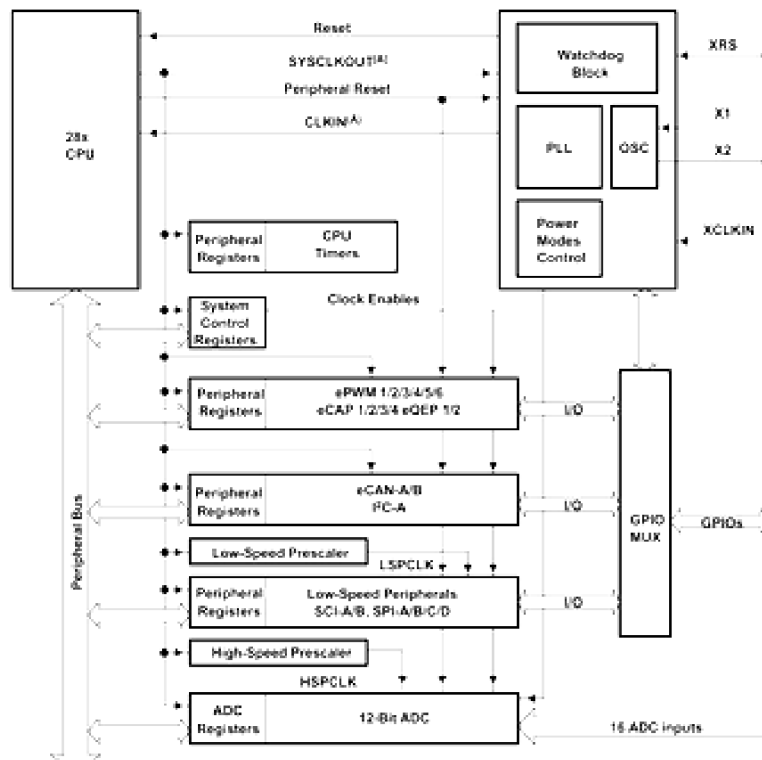 Reset
XRS
SYSCLKOUT(A)
Watchdog
Block
Peripheral Reset
X1
CLKIN(A)
28x
CPU
PLL
OSC
X2
Power
Modes
Control
XCLKIN
Peripheral
Registers
CPU
Timers
Clock Enables
System
Control
Registers
Peripheral
Registers
ePWM 1/2/3/4/5/6
eCAP 1/2/3/4 eQEP 1/2
I/O
Peripheral
Registers
eCAN-A/B
I²C-A
I/O
GPIO
MUX
GPIOs
Peripheral Bus
Low-Speed Prescaler
LSPCLK
Peripheral
Registers
Low-Speed Peripherals
SCI-A/B, SPI-A/B/C/D
I/O
High-Speed Prescaler
HSPCLK
ADC
Registers
12-Bit ADC
16 ADC inputs